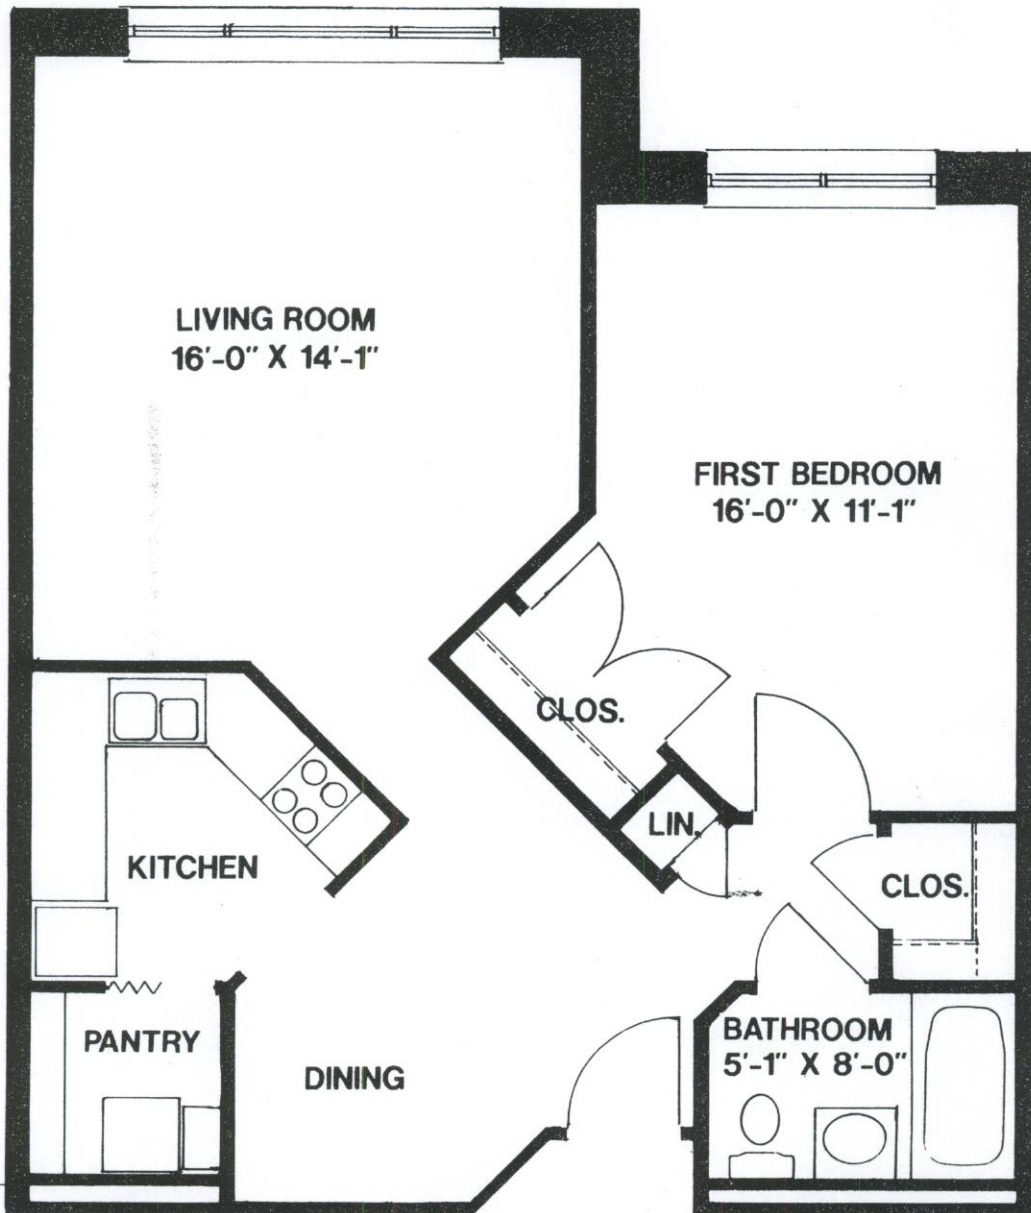 LIVING ROOM
16'-0" X 14'-1"
FIRST BEDROOM
16'-0" X 11'-1"
CLOS.
LIN.
KITCHEN
CLOS.
PANTRY
DINING
BATHROOM
5'-1" X 8'-0"